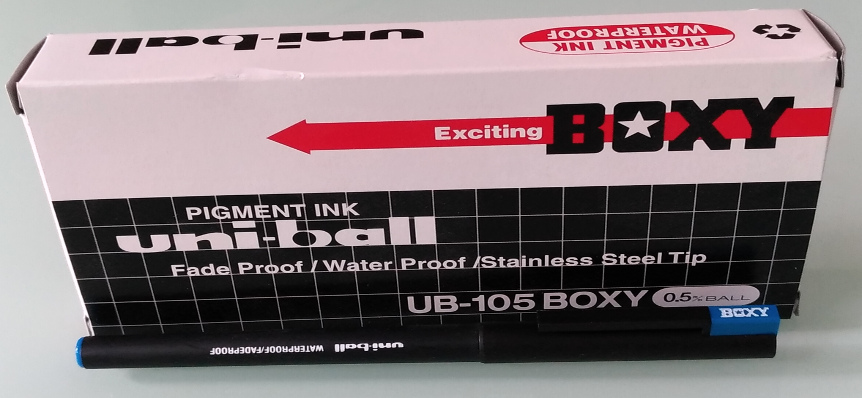 uni-ball
PIGMENT INK
WATERPROOF
Exciting BOXY
PIGMENT INK
uni-ball
Fade Proof / Water Proof /Stainless Steel Tip
UB-105 BOXY 0.5% BALL
BOXY
uni-ball WATERPROOF/FADEPROOF